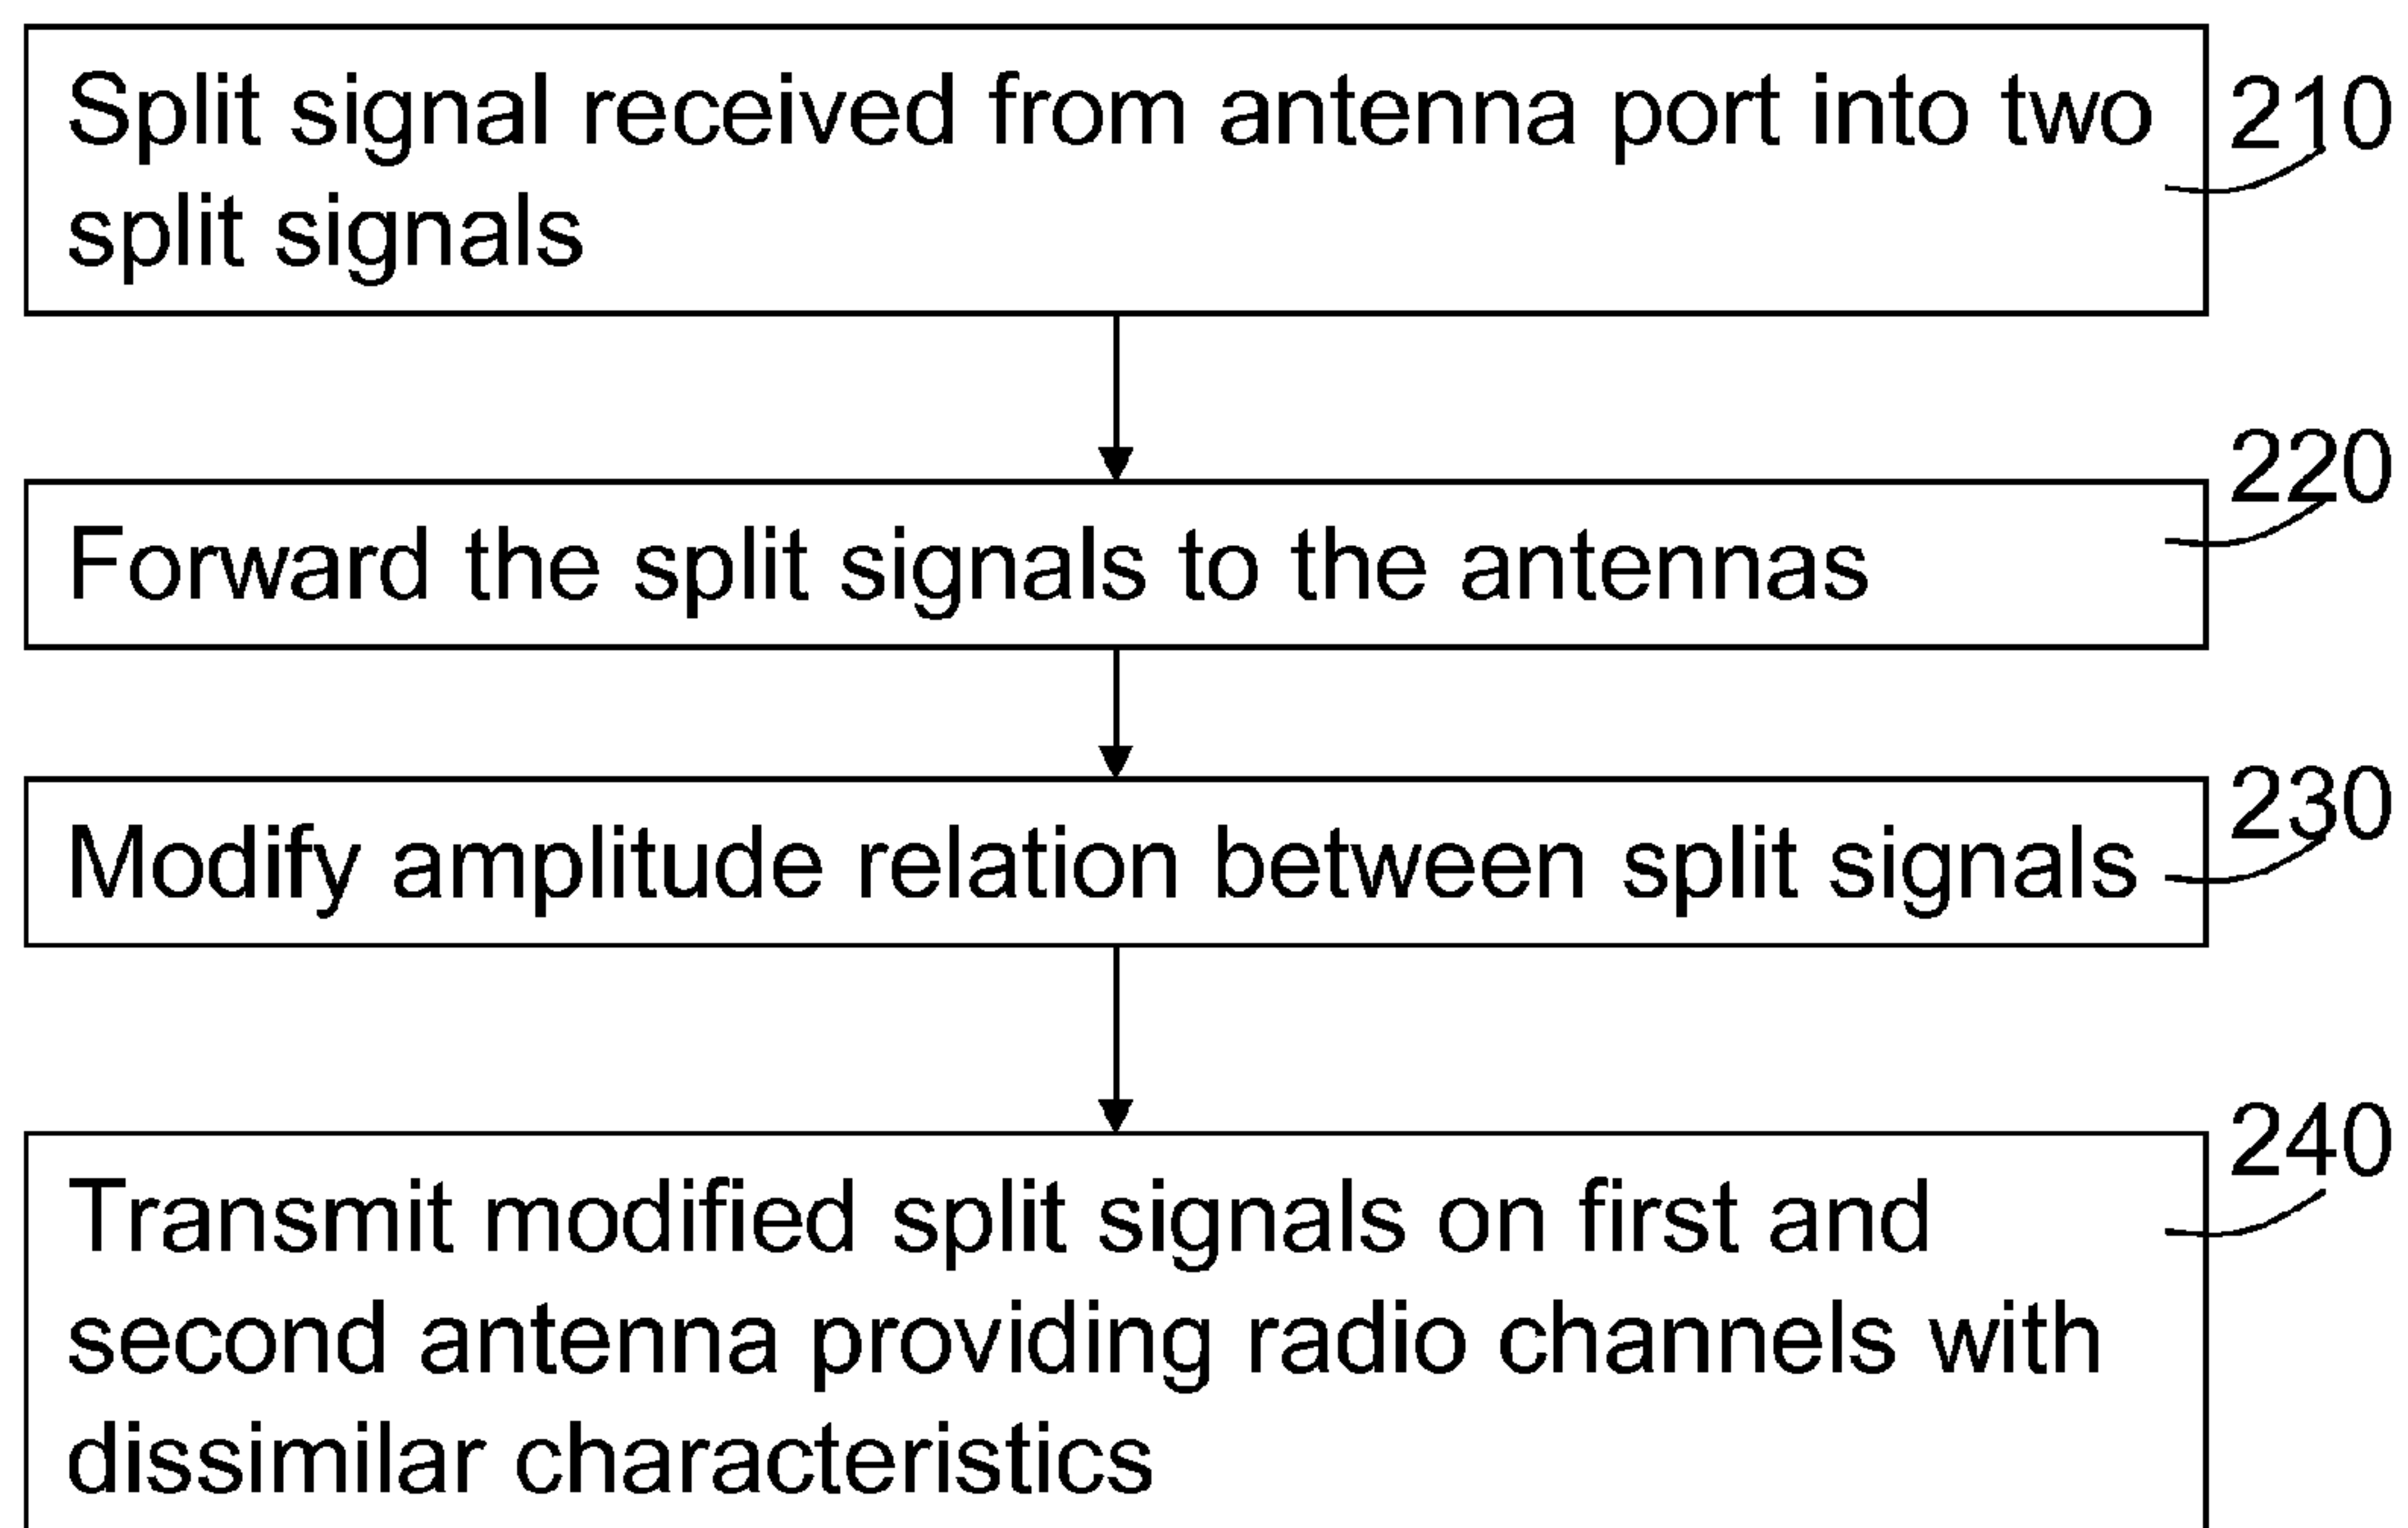 Split signal received from antenna port into two
split signals
210
Forward the split signals to the antennas
220
Modify amplitude relation between split signals
230
Transmit modified split signals on first and
second antenna providing radio channels with
dissimilar characteristics
240